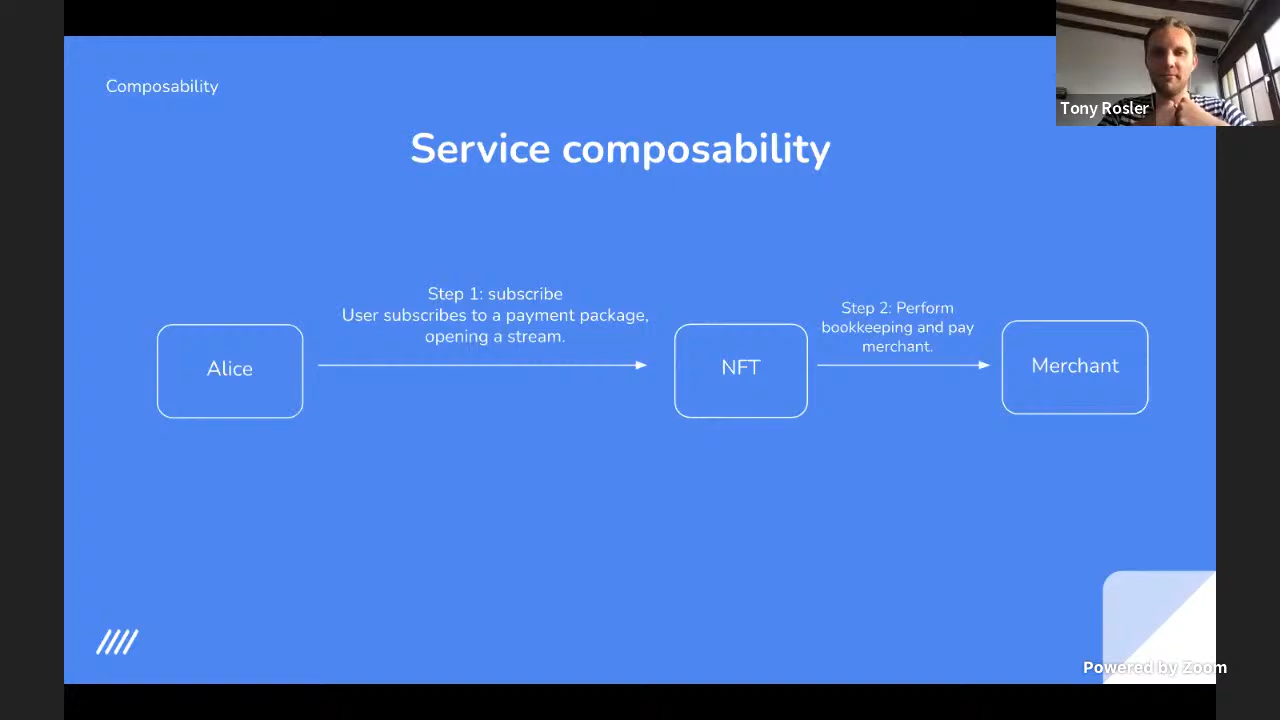 Composability
Tony Rosler
Service composability
Step 1: subscribe
User subscribes to a payment package,
opening a stream.
Step 2: Perform
bookkeeping and pay
merchant.
Alice
NFT
Merchant
Powered by Zoom